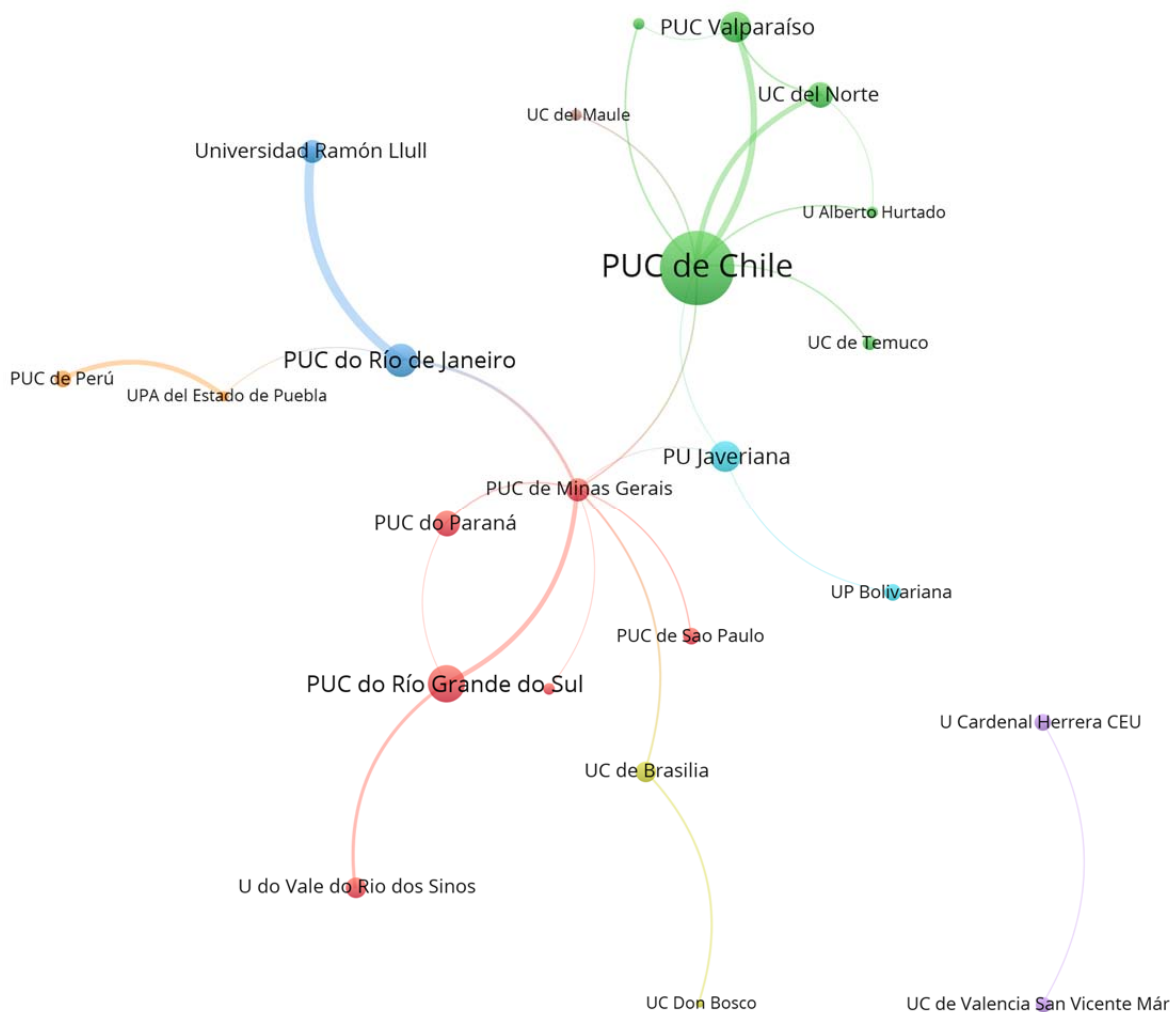 PUC Valparaíso
UC del Norte
UC del Maule
Universidad Ramón Llull
U Alberto Hurtado
PUC de Chile
UC de Temuco
PUC do Río de Janeiro
PUC de Perú
UPA del Estado de Puebla
PU Javeriana
PUC de Minas Gerais
PUC do Paraná
UP Bolivariana
PUC de Sao Paulo
PUC do Río Grande do Sul
U Cardenal Herrera CEU
UC de Brasilia
U do Vale do Rio dos Sinos
UC Don Bosco
UC de Valencia San Vicente Már